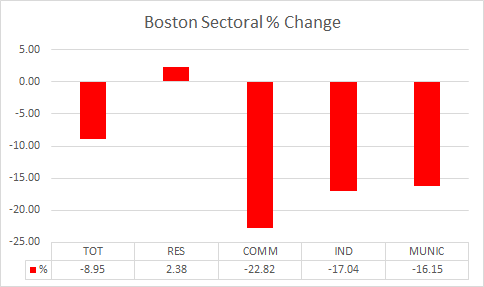 Boston Sectoral % Change
5.00
0.00
-5.00
-10.00
-15.00
-20.00
-25.00
TOT RES COMM IND MUNIC
% -8.95 2.38 -22.82 -17.04 -16.15